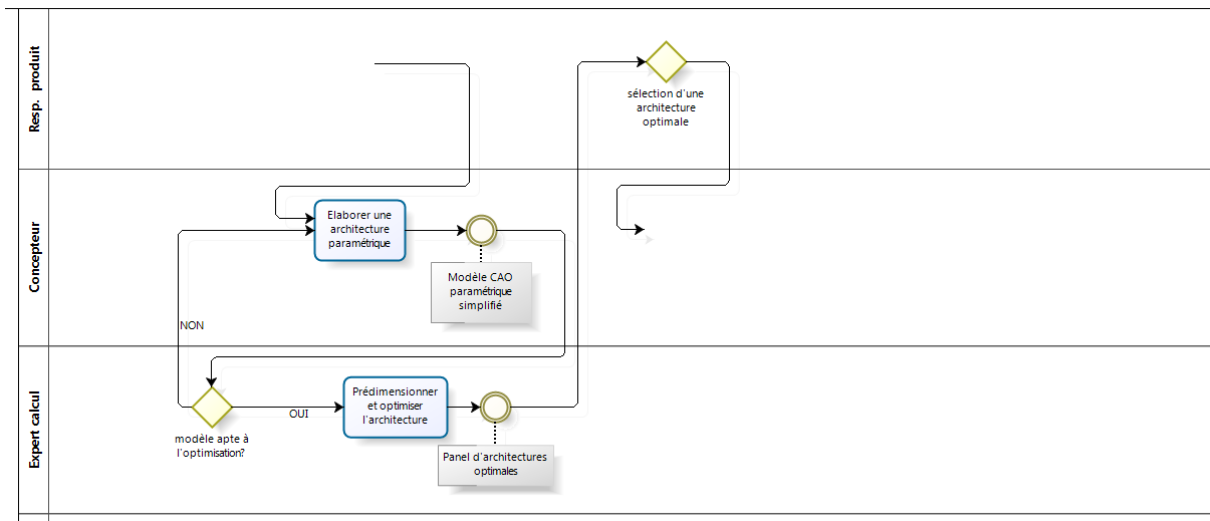 Resp. produit
sélection d'une
architecture
optimale
Concepteur
Elaborer une
architecture
paramétrique
Modèle CAO
paramétrique
simplifié
NON
Expert calcul
modèle apte à
l'optimisation?
OUI
Prédimensionner
et optimiser
l'architecture
Panel d'architectures
optimales